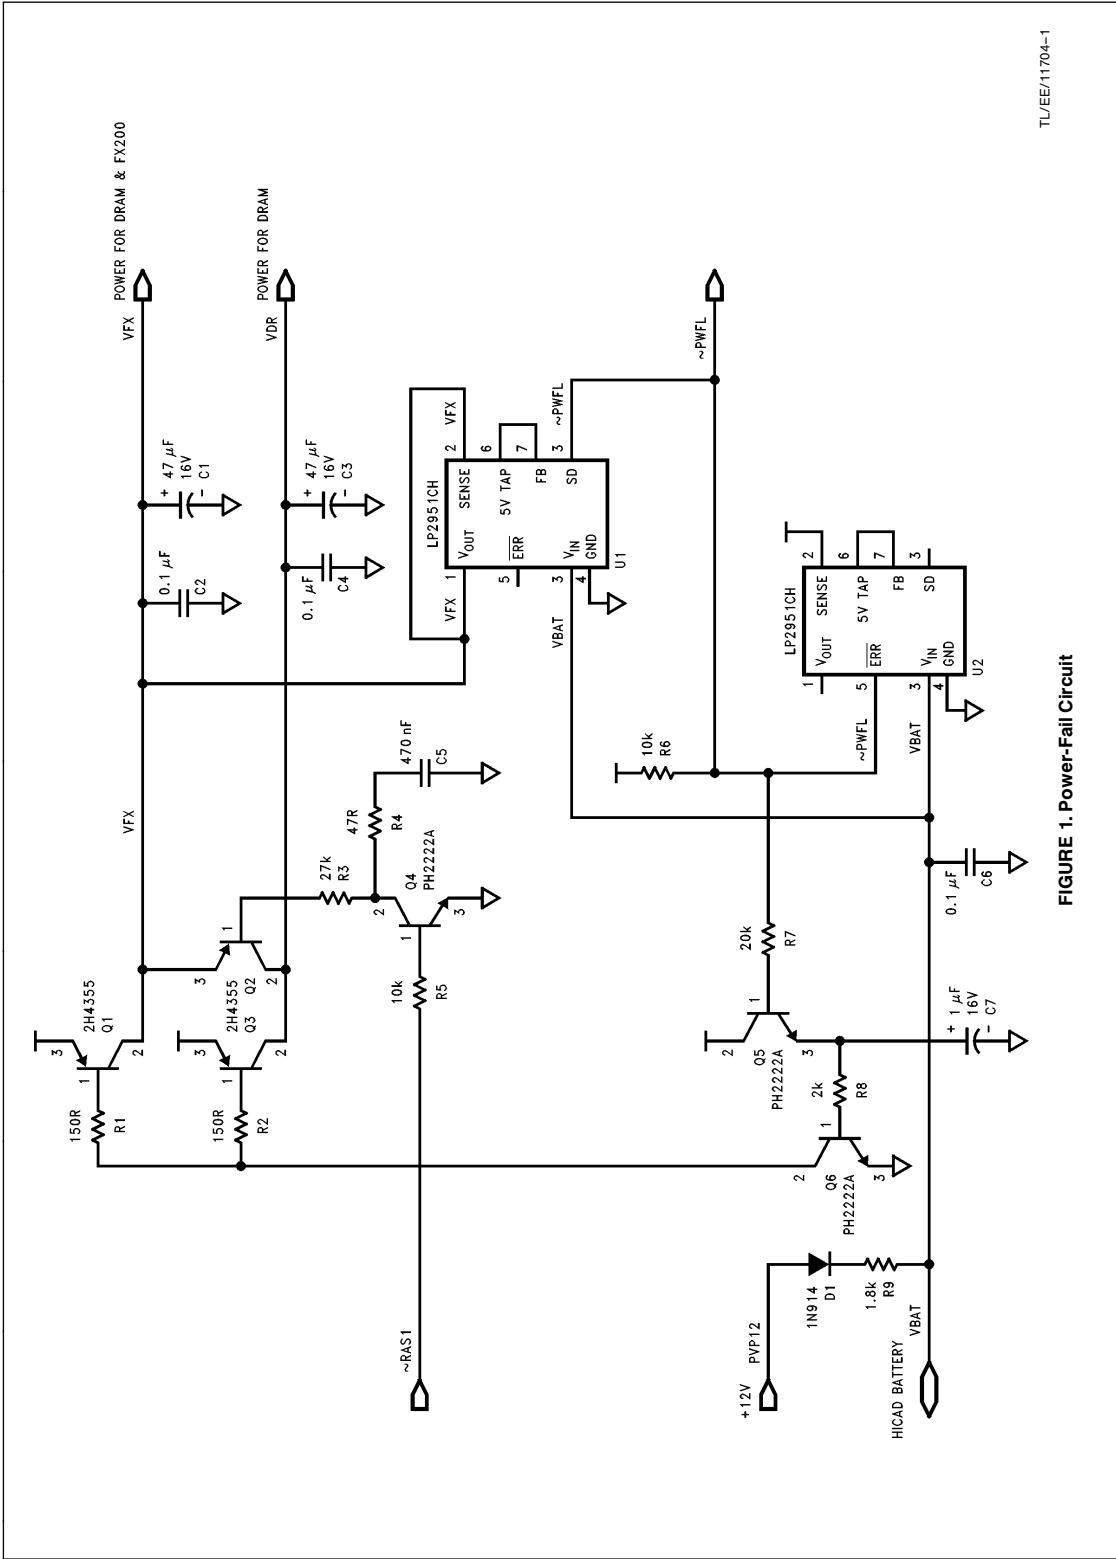 TL/EE/11704–1
POWER FOR DRAM & FX200
VFX
POWER FOR DRAM
VDR
+ 47 µF
16V
– C1
0.1 µF
C2
+ 47 µF
16V
– C3
0.1 µF
C4
VFX
2H4355
Q1
3
1
2
150R
R1
3
1
2
Q2
2H4355
Q3
3
1
2
150R
R2
27k
R3
47R
R4
470 nF
C5
Q4
PH2222A
2
1
3
10k
R5
~RAS1
LP2951CH
VFX
1
VOUT
SENSE
2
VFX
5
ERR
5V TAP
6
FB
7
VBAT
3
VIN
SD
3
~PWFL
4
GND
U1
~PWFL
10k
R6
LP2951CH
1
VOUT
SENSE
2
~PWFL
5
ERR
5V TAP
6
FB
7
VBAT
3
VIN
SD
3
4
GND
U2
20k
R7
2
1
3
Q5
PH2222A
2k
R8
+ 1 µF
16V
– C7
0.1 µF
C6
2
1
3
Q6
PH2222A
+12V
PVP12
1N914
D1
1.8k
R9
HICAD BATTERY
VBAT
FIGURE 1. Power-Fail Circuit